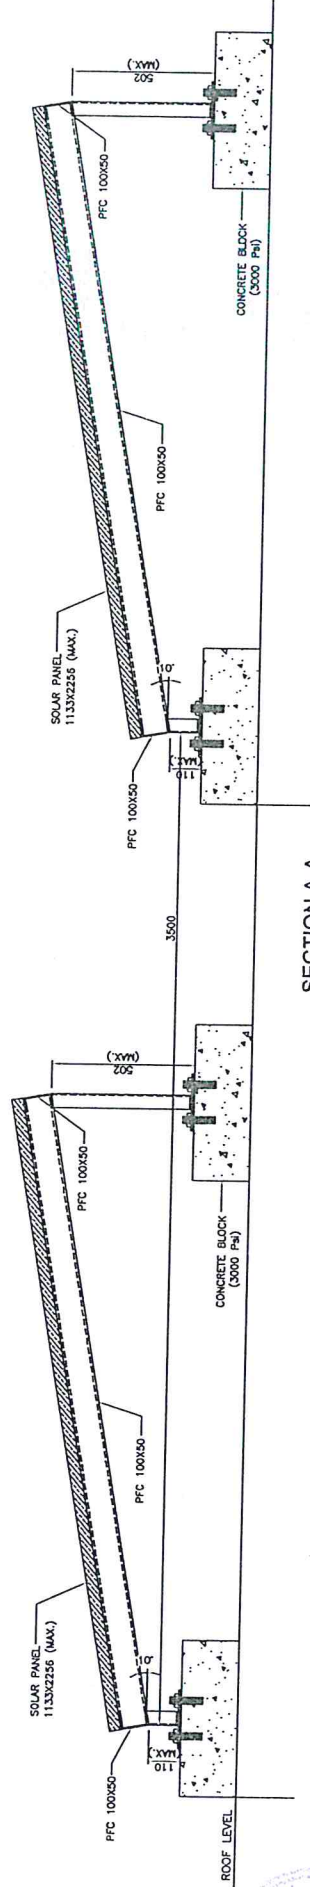 SOLAR PANEL
1133X2256 (MAX.)
PFC 100X50
10°
110
(MAX.)
PFC 100X50
PFC 100X50
502
(MAX.)
CONCRETE BLOCK
(3000 Psi)
ROOF LEVEL
3500
SOLAR PANEL
1133X2256 (MAX.)
PFC 100X50
10°
110
(MAX.)
PFC 100X50
PFC 100X50
502
(MAX.)
CONCRETE BLOCK
(3000 Psi)
SECTION A-A